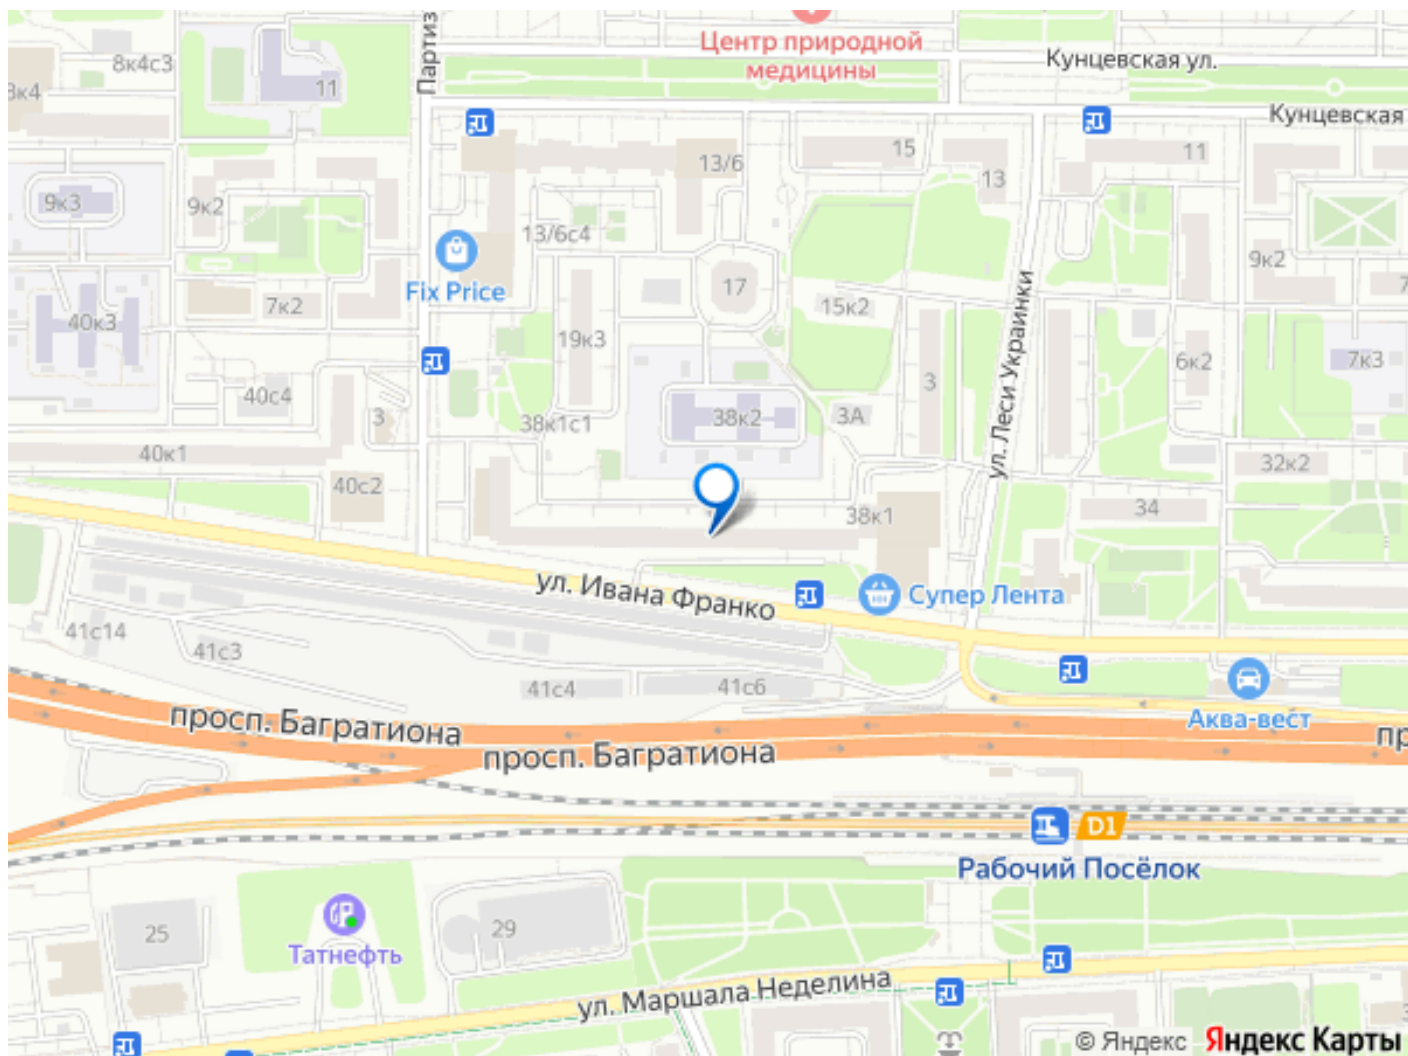 Центр природной
медицины
Кунцевская ул.
8к4с3
11
8к4
Партиз
Кунцевская
15
11
13/6
13
9к3
9к2
13/6с4
9к2
Fix Price
17
7к2
15к2
40к3
19к3
ул. Леси Украинки
6к2
7к3
3
40с4
3
38к1с1
38к2
3А
40к1
32к2
40с2
38к1
34
ул. Ивана Франко
Супер Лента
41с14
41с3
41с4
41с6
Аква-вест
просп. Багратиона
просп. Багратиона
пр
D1
Рабочий Посёлок
25
29
Татнефть
ул. Маршала Неделина
© Яндекс Яндекс Карты